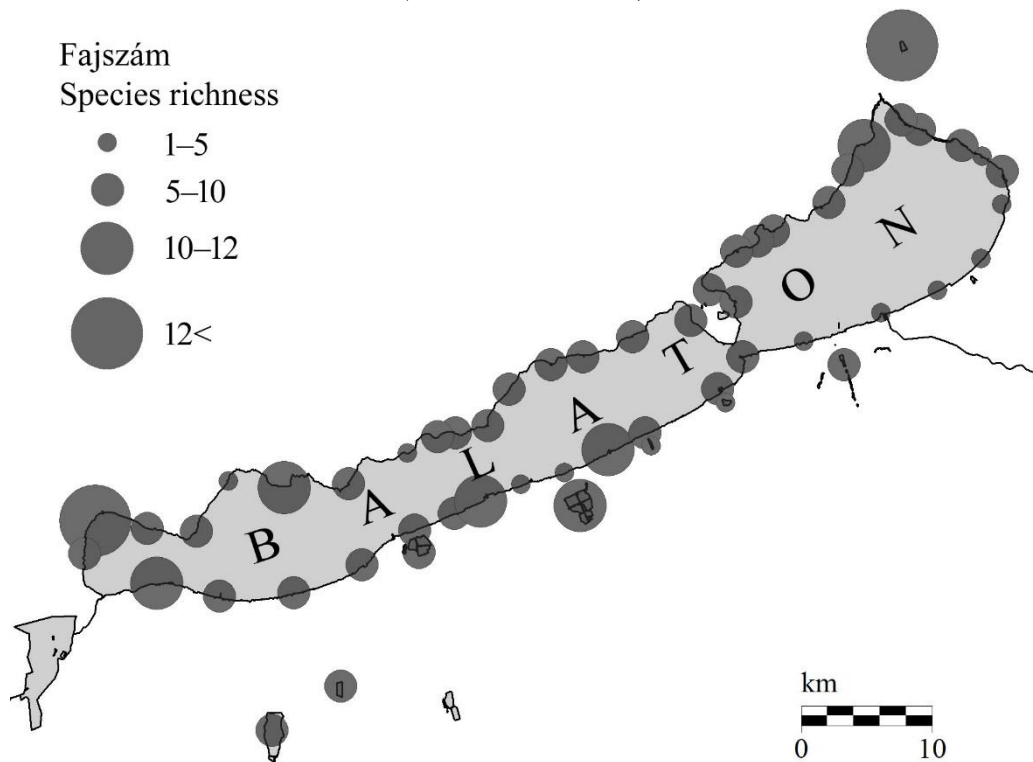 Fajszám
Species richness
1–5
5–10
10–12
12<
B A L A T O N
km
0 10